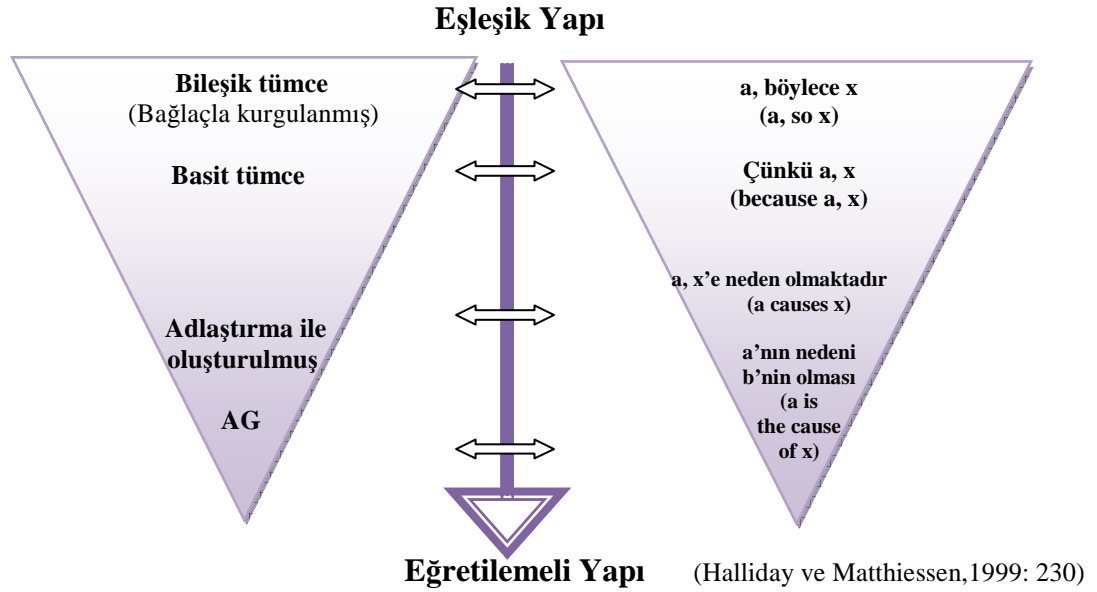 Eşleşik Yapı
Bileşik tümce
(Bağlaçla kurgulanmış)
Basit tümce
Adlaştırma ile
oluşturulmuş
AG
a, böylece x
(a, so x)
Çünkü a, x
(because a, x)
a, x’e neden olmaktadır
(a causes x)
a’nın nedeni
b’nin olması
(a is
the cause
of x)
Eğretilemeli Yapı (Halliday ve Matthiessen,1999: 230)